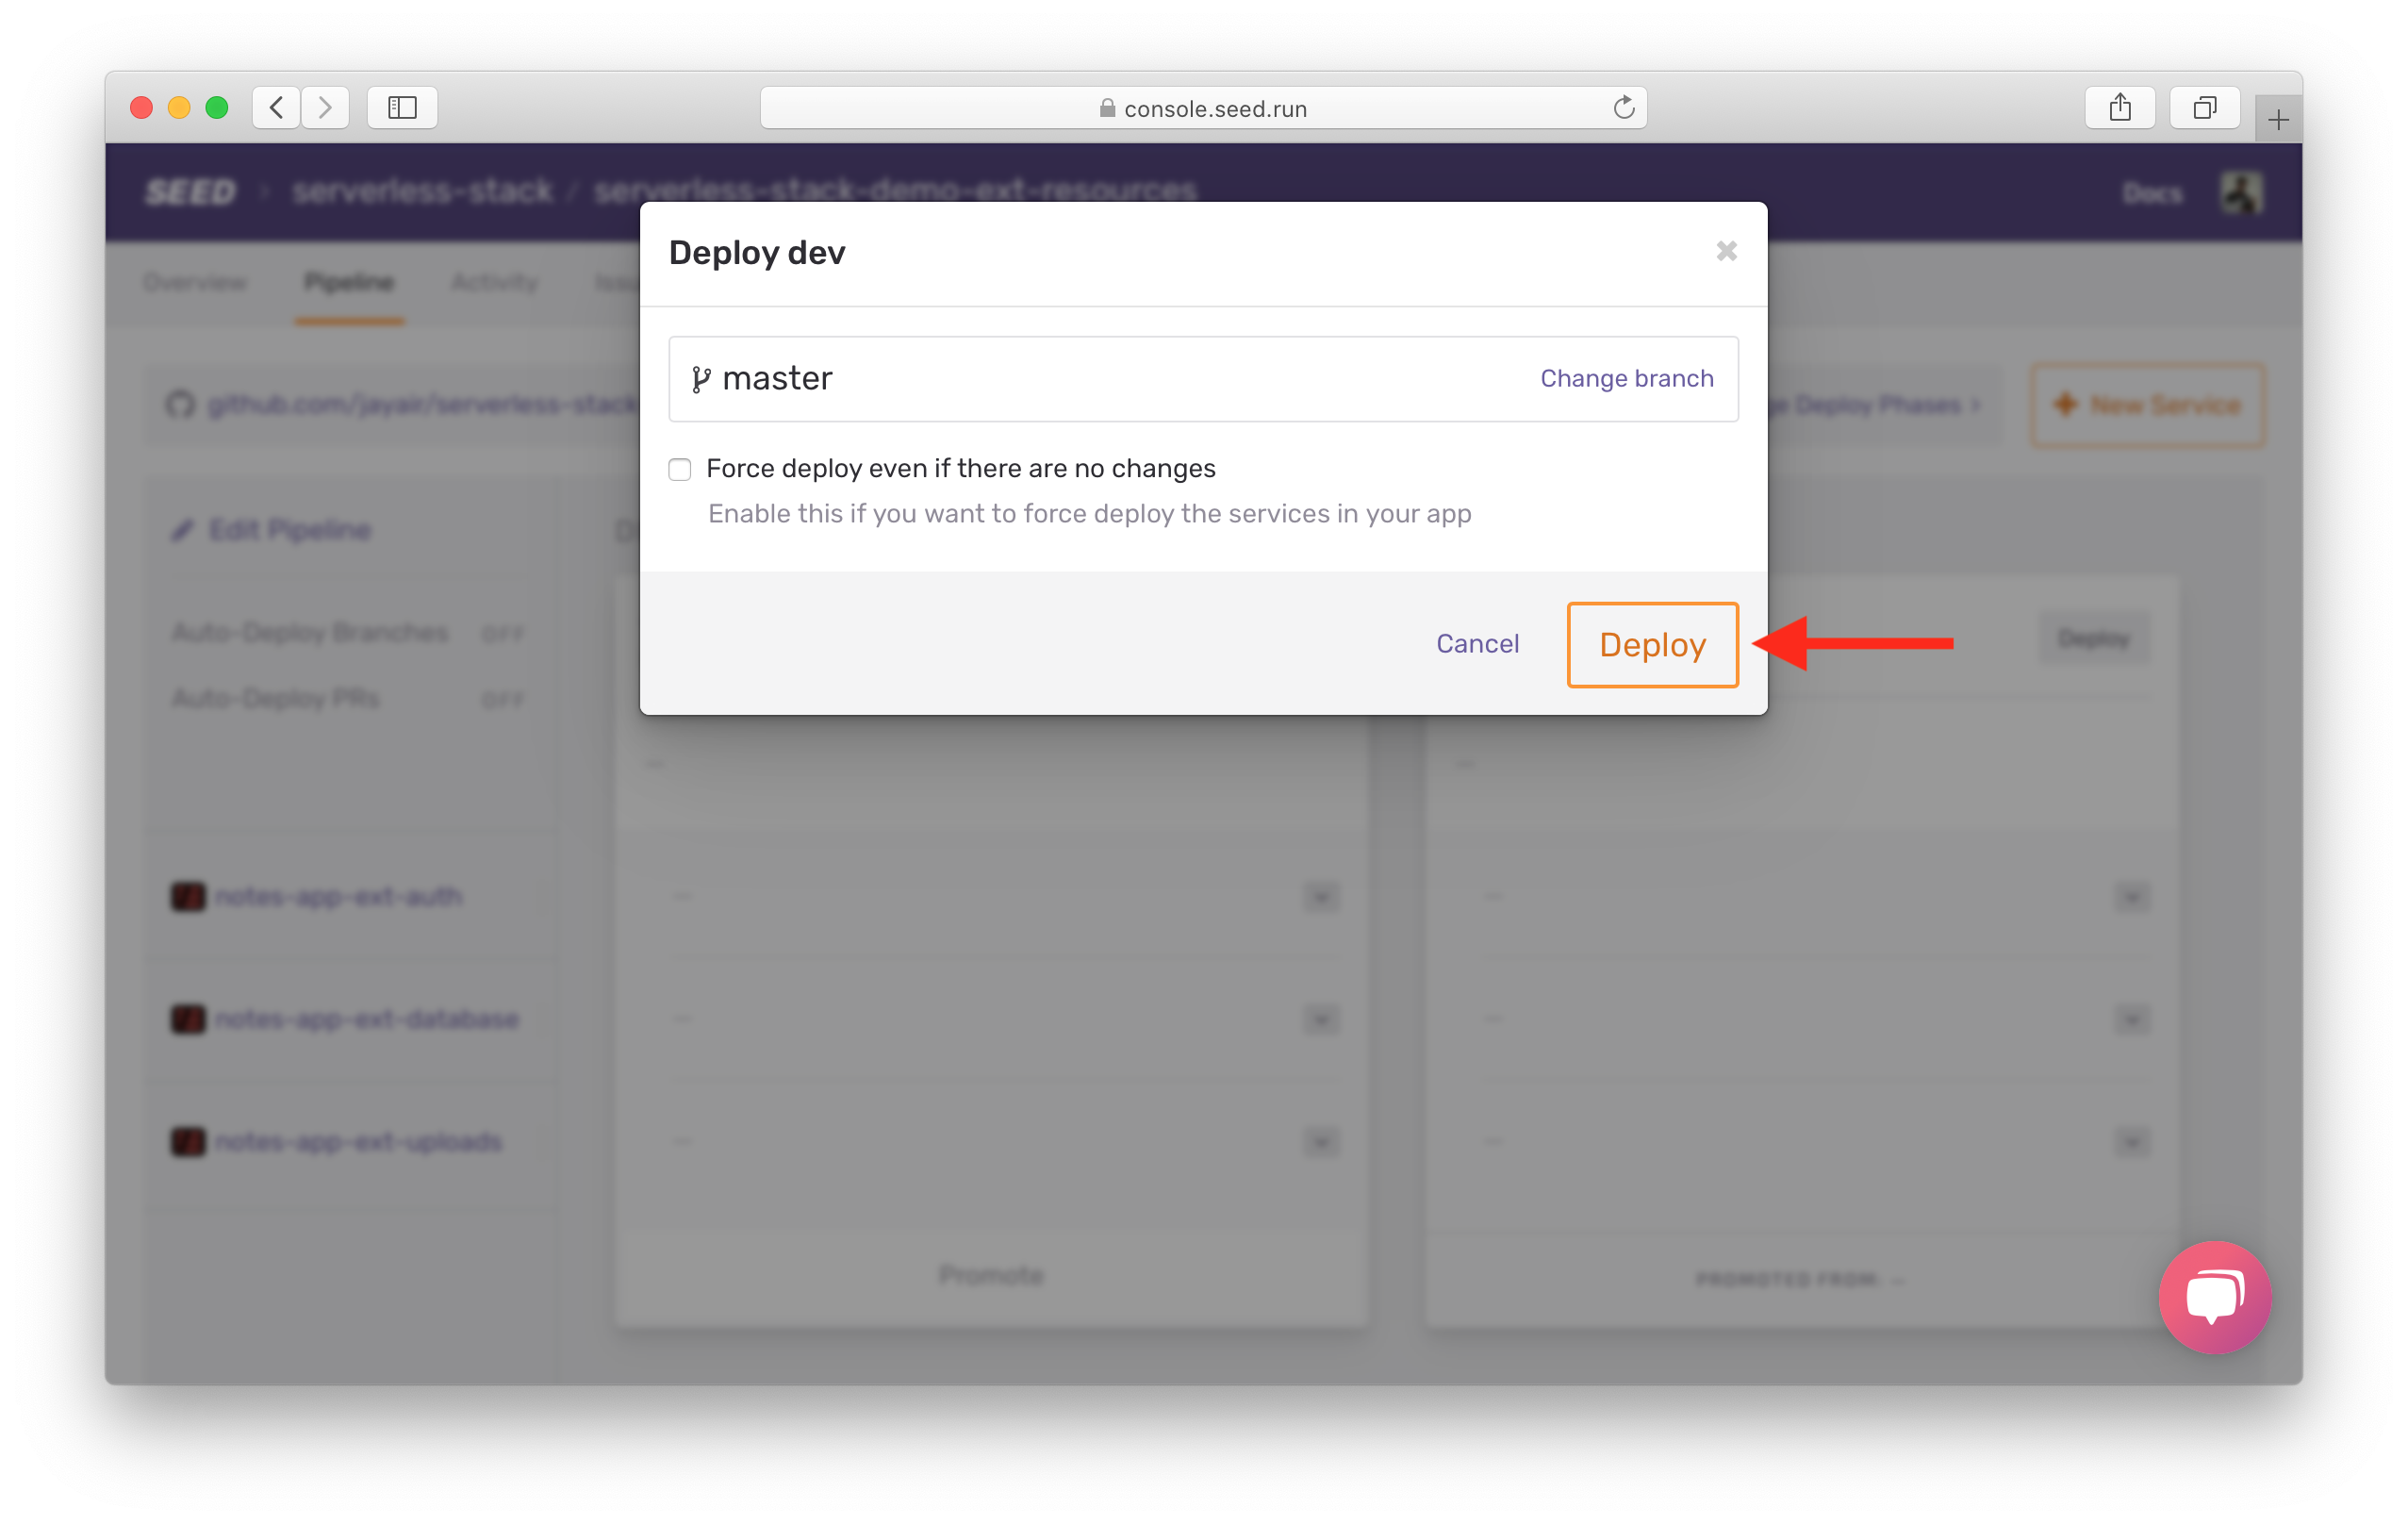 console.seed.run
SEED › serverless-stack / serverless-stack-demo-ext-resources
Docs
Deploy dev
Overview Pipeline Activity
master
Change branch
github.com/jayair/serverless-stack
Deploy Phases ›
New Service
Force deploy even if there are no changes
Enable this if you want to force deploy the services in your app
Edit Pipeline
Auto-Deploy Branches OFF
Cancel
Deploy
Deploy
Auto-Deploy PRs OFF
notes-app-ext-auth
notes-app-ext-database
notes-app-ext-uploads
Promote
PROMOTED FROM: --